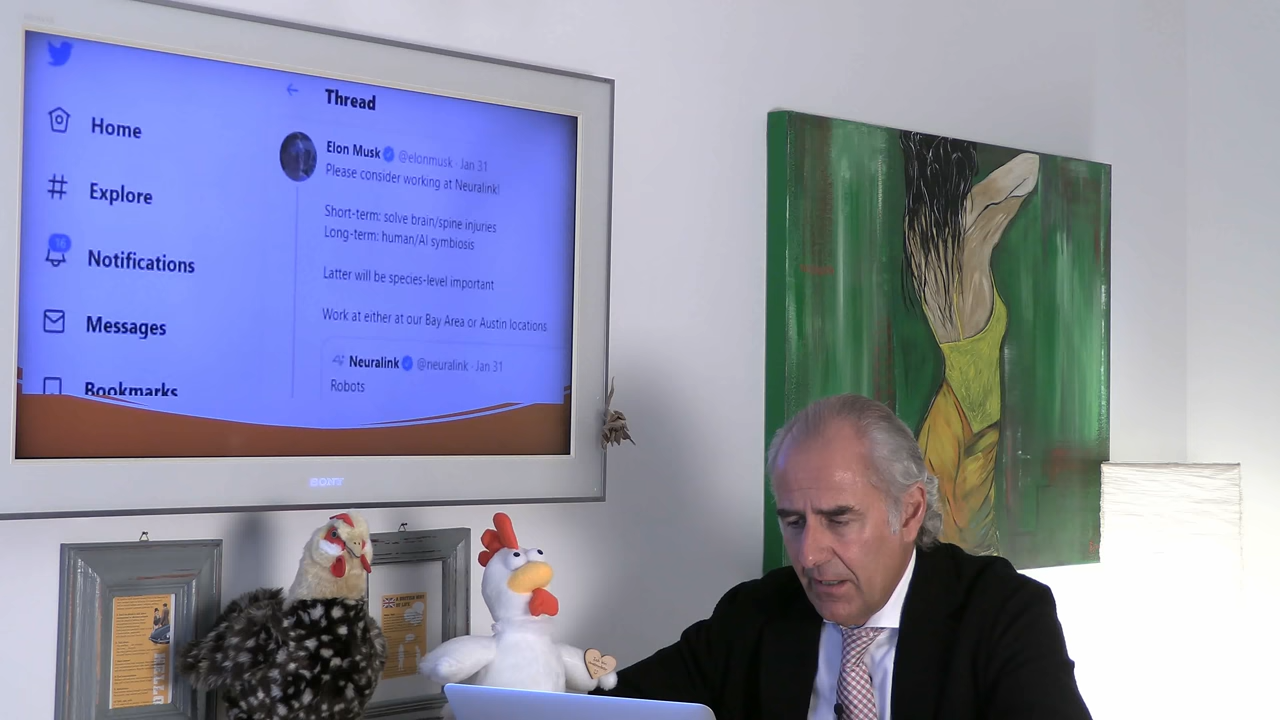 Thread
Home
Explore
Notifications
16
Messages
Bookmarks
Elon Musk @elonmusk · Jan 31
Please consider working at Neuralink!
Short-term: solve brain/spine injuries
Long-term: human/AI symbiosis
Latter will be species-level important
Work at either at our Bay Area or Austin locations
Neuralink @neuralink · Jan 31
Robots
SONY